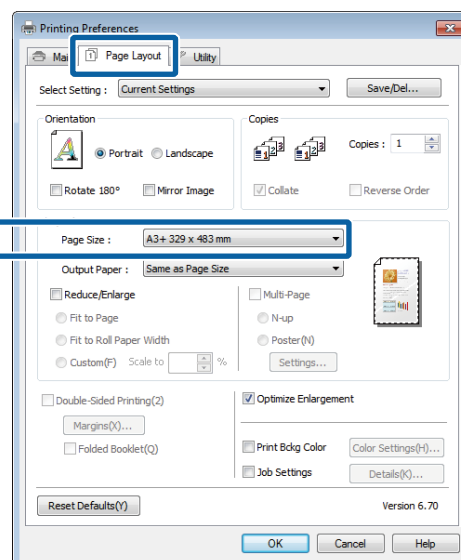 Printing Preferences
Mai Page Layout Utility
Select Setting : Current Settings Save/Del...
Orientation
Portrait Landscape
Rotate 180° Mirror Image
Copies
Copies : 1
Collate Reverse Order
Page Size : A3+ 329 x 483 mm
Output Paper : Same as Page Size
Reduce/Enlarge
Fit to Page
Fit to Roll Paper Width
Custom(F) Scale to %
Multi-Page
N-up
Poster(N)
Settings...
Double-Sided Printing(2)
Margins(X)...
Folded Booklet(Q)
Optimize Enlargement
Print Bckg Color Color Settings(H)...
Job Settings Details(K)...
Reset Defaults(Y) Version 6.70
OK Cancel Help